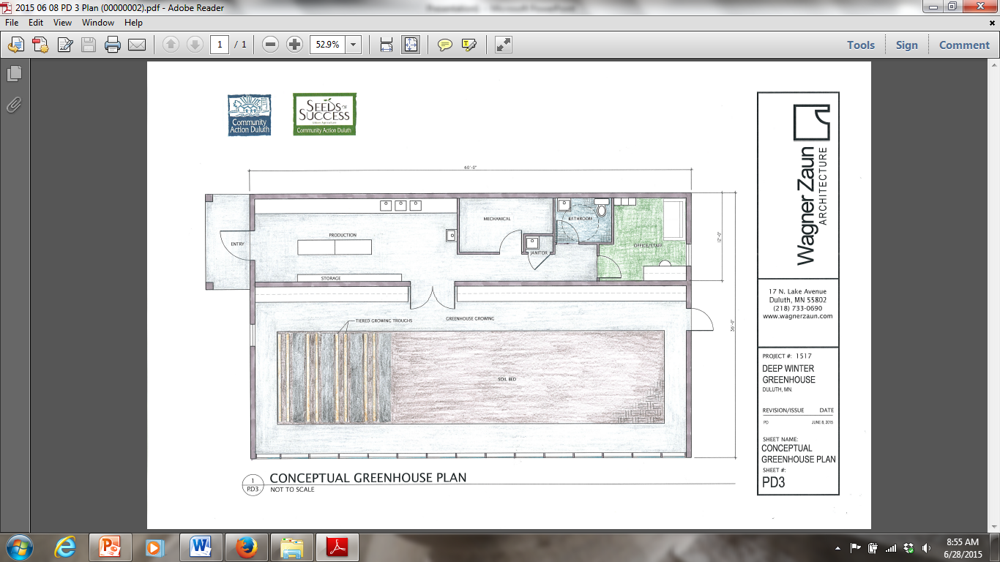 2015 06 08 PD 3 Plan (00000002).pdf - Adobe Reader
File Edit View Window Help
1 / 1 52.9% Tools Sign Comment
Community
Action Duluth
SEEDS OF
SUCCESS
Community Action Duluth
60'-0"
MECHANICAL
BATHROOM
PRODUCTION
ENTRY
JANITOR
OFFICE/STAFF
12'-0"
STORAGE
TIERED GROWING TROUGHS
GREENHOUSE GROWING
36'-0"
SOIL BED
1
PD3
CONCEPTUAL GREENHOUSE PLAN
NOT TO SCALE
Wagner Zaun
ARCHITECTURE
17 N. Lake Avenue
Duluth, MN 55802
(218) 733-0690
www.wagnerzaun.com
PROJECT #: 1517
DEEP WINTER
GREENHOUSE
DULUTH, MN.
REVISION/ISSUE DATE
PD JUNE 8, 2015
SHEET NAME:
CONCEPTUAL
GREENHOUSE PLAN
SHEET #:
PD3
8:55 AM
6/28/2015